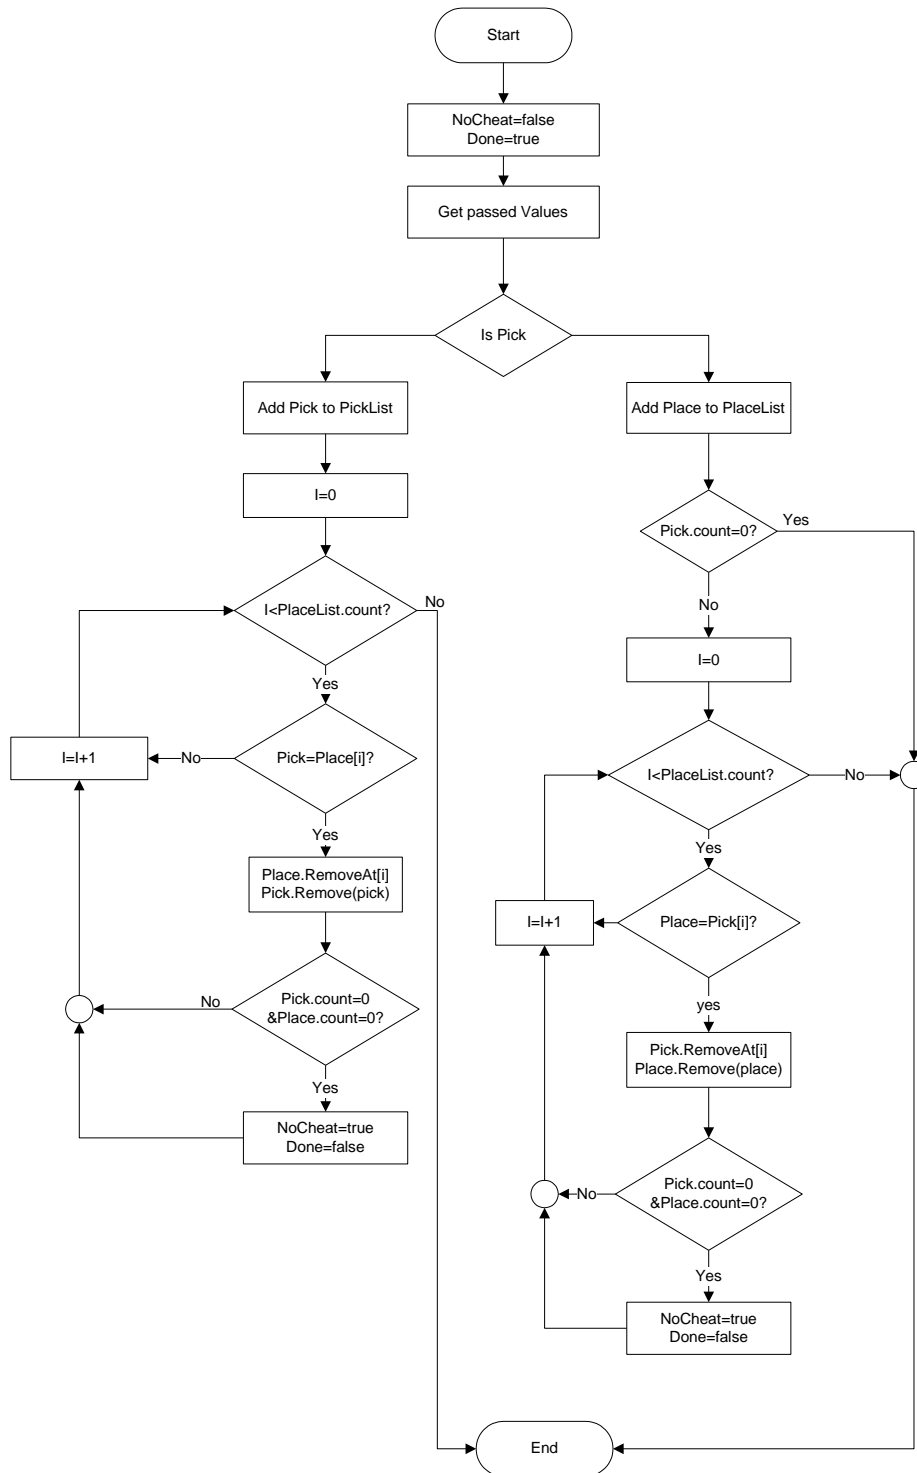 Start
NoCheat=false
Done=true
Get passed Values
Is Pick
Add Pick to PickList
I=0
I<PlaceList.count?
No
Yes
Pick=Place[i]?
No
I=I+1
Yes
Place.RemoveAt[i]
Pick.Remove(pick)
Pick.count=0
&Place.count=0?
No
Yes
NoCheat=true
Done=false
Add Place to PlaceList
Pick.count=0?
Yes
No
I=0
I<PlaceList.count?
No
Yes
Place=Pick[i]?
I=I+1
yes
Pick.RemoveAt[i]
Place.Remove(place)
Pick.count=0
&Place.count=0?
No
Yes
NoCheat=true
Done=false
End